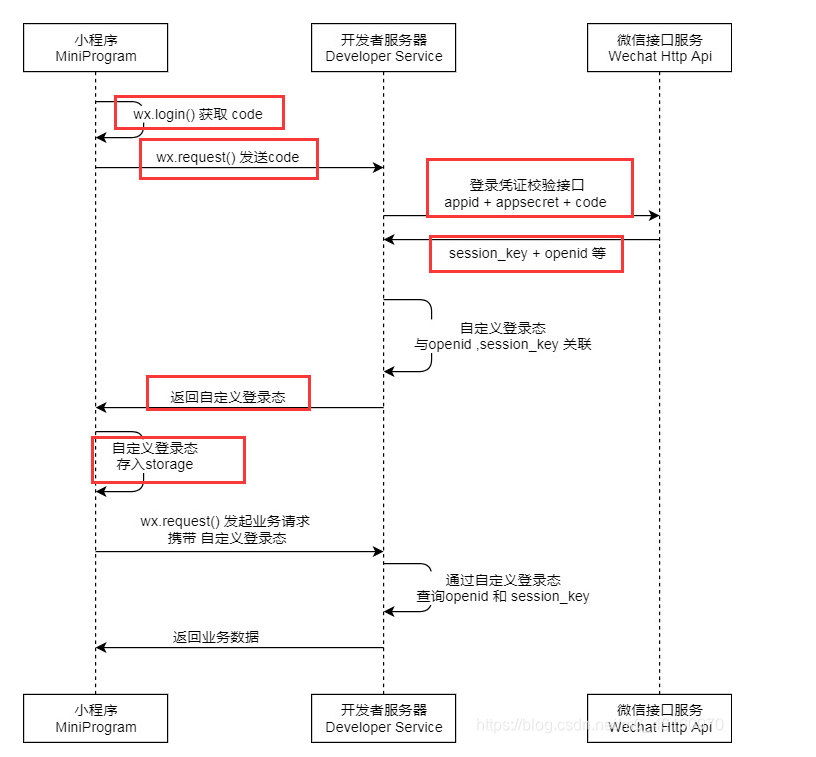 小程序
MiniProgram
开发者服务器
Developer Service
微信接口服务
Wechat Http Api
wx.login() 获取 code
wx.request() 发送code
登录凭证校验接口
appid + appsecret + code
session_key + openid 等
自定义登录态
与openid ,session_key 关联
返回自定义登录态
自定义登录态
存入storage
wx.request() 发起业务请求
携带 自定义登录态
通过自定义登录态
查询openid 和 session_key
返回业务数据
小程序
MiniProgram
开发者服务器
Developer Service
微信接口服务
Wechat Http Api